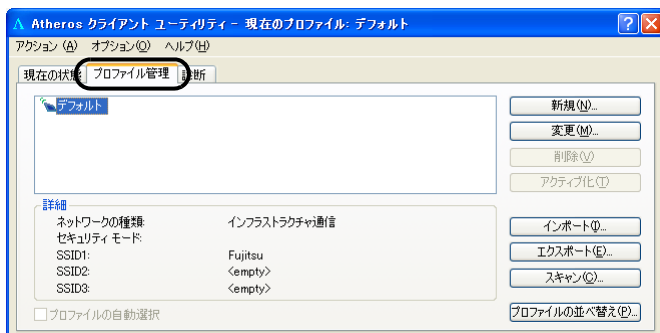 Atheros クライアント ユーティリティ - 現在のプロファイル: デフォルト
アクション (A) オプション(O) ヘルプ(H)
現在の状態 プロファイル管理 診断
デフォルト
新規(N)...
変更(M)...
削除(V)
アクティブ化(T)
詳細
ネットワークの種類: インフラストラクチャ通信
セキュリティ モード:
SSID1: Fujitsu
SSID2: <empty>
SSID3: <empty>
インポート(I)...
エクスポート(E)...
スキャン(C)...
プロファイルの自動選択
プロファイルの並べ替え(P)...